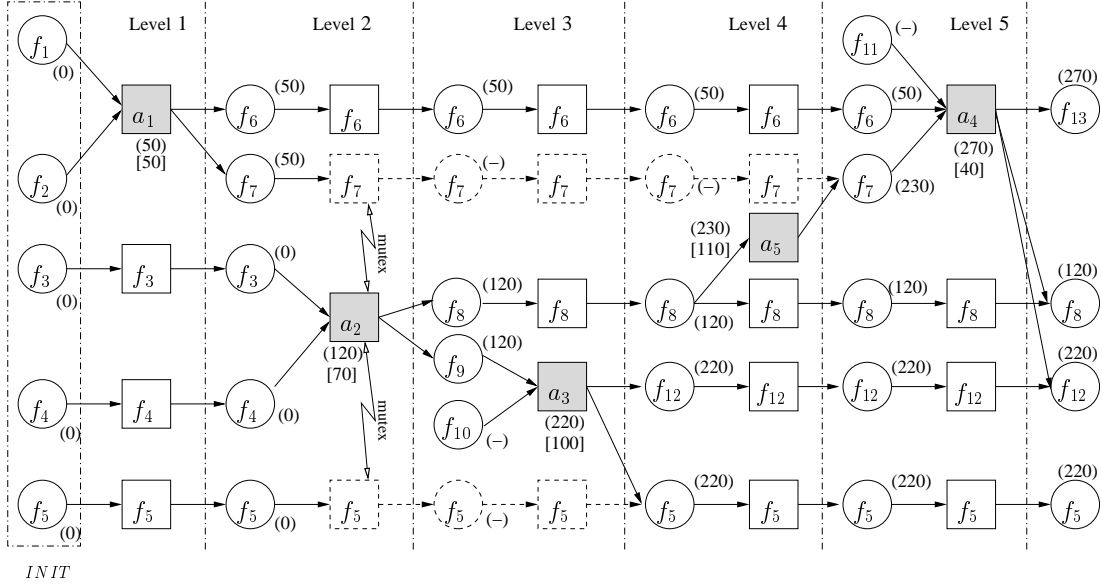 Level 1 Level 2 Level 3 Level 4 Level 5
f1 (0) f11 (–)
a1 (50) [50] f6 (50) f6 f6 (50) f6 f6 (50) f6 f6 (50) a4 (270) [40] (270) f13
f2 (0) f7 (50) f7 f7 (–) f7 f7 (–) f7 f7 (230)
mutex (230) [110] a5
f3 (0) f3 f3 (0)
a2 (120) [70] f8 (120) f8 f8 (120) f8 f8 (120) f8 (120) f8
f9 (120)
f4 (0) f4 f4 (0) mutex f10 (–) a3 (220) [100] f12 (220) f12 f12 (220) f12 (220) f12
f5 (0) f5 f5 (0) f5 f5 (–) f5 f5 (220) f5 f5 (220) f5 (220) f5
INIT